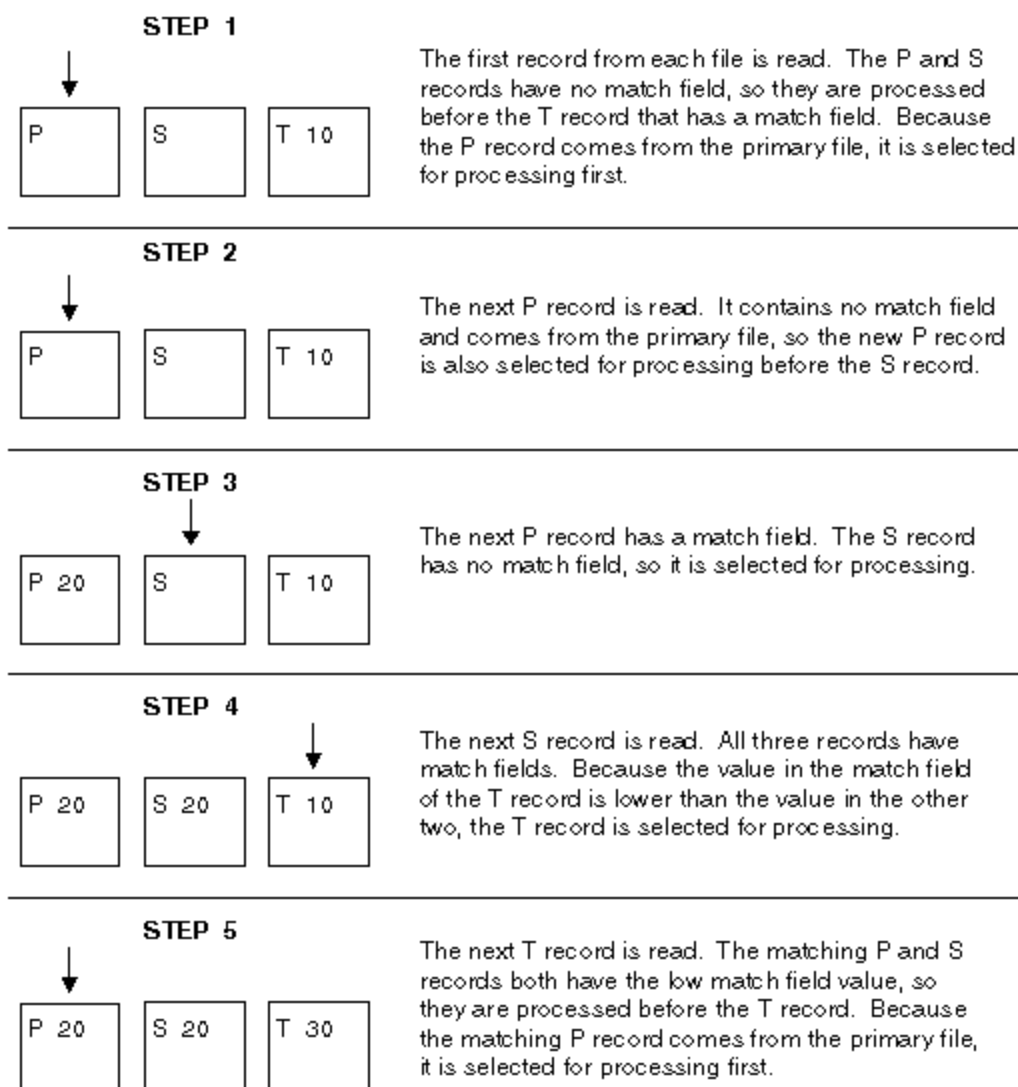 STEP 1
P
S
T 10
The first record from each file is read. The P and S
records have no match field, so they are processed
before the T record that has a match field. Because
the P record comes from the primary file, it is selected
for processing first.
STEP 2
P
S
T 10
The next P record is read. It contains no match field
and comes from the primary file, so the new P record
is also selected for processing before the S record.
STEP 3
P 20
S
T 10
The next P record has a match field. The S record
has no match field, so it is selected for processing.
STEP 4
P 20
S 20
T 10
The next S record is read. All three records have
match fields. Because the value in the match field
of the T record is lower than the value in the other
two, the T record is selected for processing.
STEP 5
P 20
S 20
T 30
The next T record is read. The matching P and S
records both have the low match field value, so
they are processed before the T record. Because
the matching P record comes from the primary file,
it is selected for processing first.